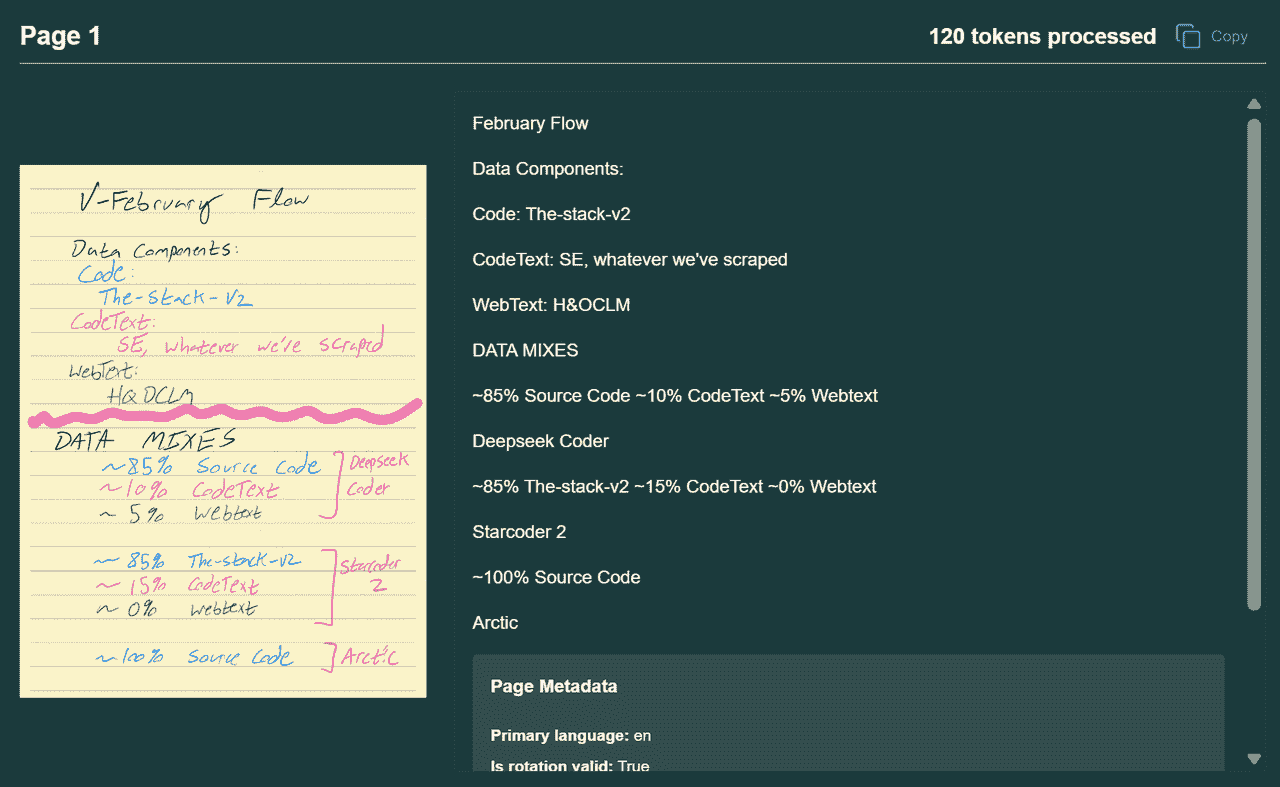 Page 1
120 tokens processed
Copy
V-February Flow
Data Components:
Code:
The-stack-v2
CodeText:
SE, whatever we've scraped
WebText:
HQ DCLM
DATA MIXES
~85% Source Code
~10% CodeText
~ 5% Webtext
Deepseek
Coder
~ 85% The-stack-v2
~ 15% CodeText
~ 0% Webtext
Starcoder
2
~100% Source Code
Arctic
February Flow
Data Components:
Code: The-stack-v2
CodeText: SE, whatever we've scraped
WebText: H&OCLM
DATA MIXES
~85% Source Code ~10% CodeText ~5% Webtext
Deepseek Coder
~85% The-stack-v2 ~15% CodeText ~0% Webtext
Starcoder 2
~100% Source Code
Arctic
Page Metadata
Primary language: en
Is rotation valid: True